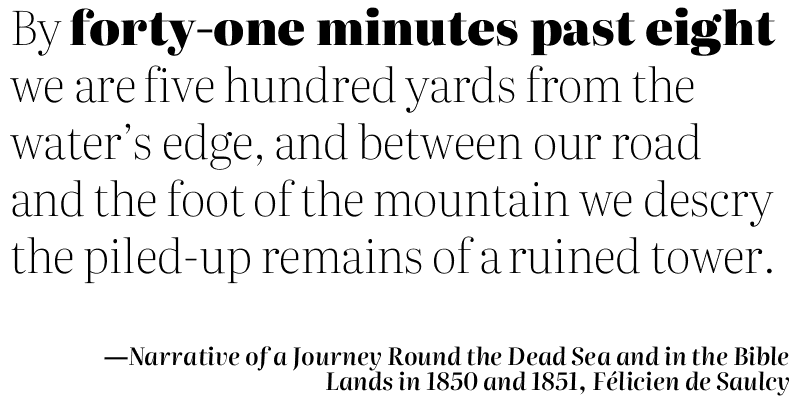 By forty-one minutes past eight
we are five hundred yards from the
water’s edge, and between our road
and the foot of the mountain we descry
the piled-up remains of a ruined tower.
—Narrative of a Journey Round the Dead Sea and in the Bible
Lands in 1850 and 1851, Félicien de Saulcy